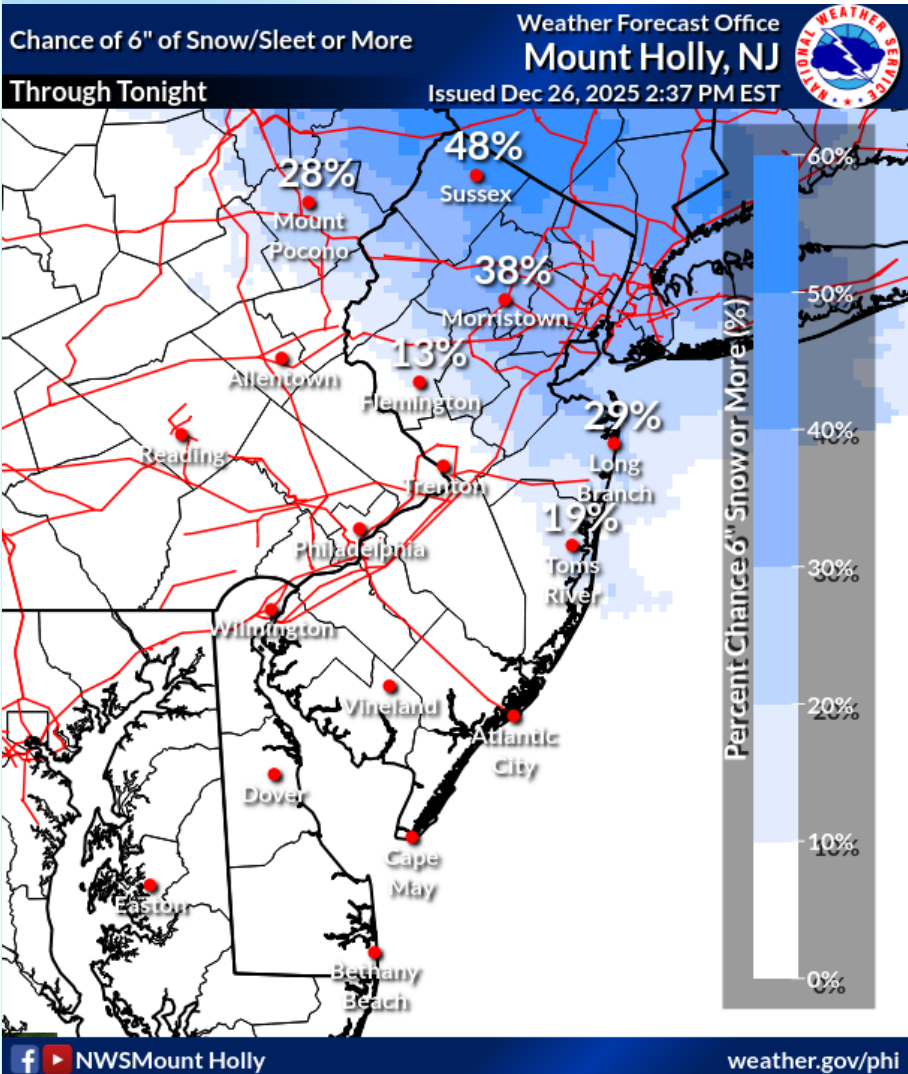 Chance of 6" of Snow/Sleet or More
Through Tonight
Weather Forecast Office
Mount Holly, NJ
Issued Dec 26, 2025 2:37 PM EST
NATIONAL WEATHER SERVICE
48%
Sussex
28%
Mount
Pocono
38%
Morristown
13%
Flemington
Allentown
29%
Long
Branch
Reading
Trenton
19%
Toms
River
Philadelphia
Wilmington
Vineland
Atlantic
City
Dover
Cape
May
Easton
Bethany
Beach
Percent Chance 6" Snow or More (%)
60%
50%
40%
30%
20%
10%
0%
NWSMount Holly
weather.gov/phi